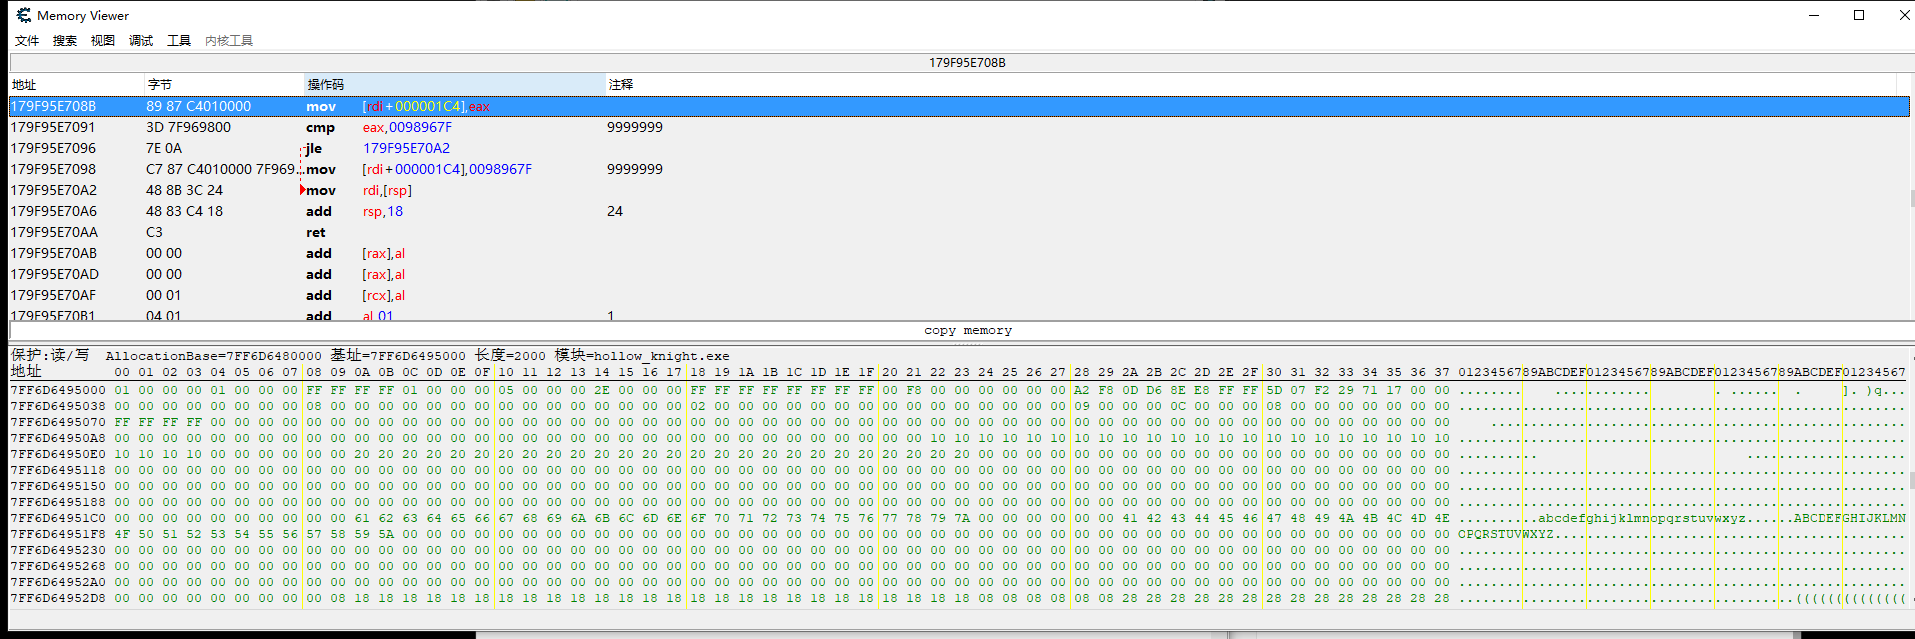 Memory Viewer
文件 搜索 视图 调试 工具 内核工具
179F95E708B
地址 字节 操作码 注释
179F95E708B 89 87 C4010000 mov [rdi+000001C4],eax
179F95E7091 3D 7F969800 cmp eax,0098967F 9999999
179F95E7096 7E 0A jle 179F95E70A2
179F95E7098 C7 87 C4010000 7F969... mov [rdi+000001C4],0098967F 9999999
179F95E70A2 48 8B 3C 24 mov rdi,[rsp]
179F95E70A6 48 83 C4 18 add rsp,18 24
179F95E70AA C3 ret
179F95E70AB 00 00 add [rax],al
179F95E70AD 00 00 add [rax],al
179F95E70AF 00 01 add [rcx],al
179F95E70B1 04 01 add al,01 1
copy memory
保护:读/写 AllocationBase=7FF6D6480000 基址=7FF6D6495000 长度=2000 模块=hollow_knight.exe
地址 00 01 02 03 04 05 06 07 08 09 0A 0B 0C 0D 0E 0F 10 11 12 13 14 15 16 17 18 19 1A 1B 1C 1D 1E 1F 20 21 22 23 24 25 26 27 28 29 2A 2B 2C 2D 2E 2F 30 31 32 33 34 35 36 37 0123456789ABCDEF0123456789ABCDEF0123456789ABCDEF01234567
7FF6D6495000 01 00 00 00 01 00 00 00 FF FF FF FF 01 00 00 00 05 00 00 00 2E 00 00 00 FF FF FF FF FF FF FF FF 00 F8 00 00 00 00 00 00 A2 F8 0D D6 8E E8 FF FF 5D 07 F2 29 71 17 00 00 ........    ............        . ......  .     ]. )q...
7FF6D6495038 00 00 00 00 00 00 00 00 08 00 00 00 00 00 00 00 00 00 00 00 00 00 00 00 02 00 00 00 00 00 00 00 00 00 00 00 00 00 00 00 09 00 00 00 0C 00 00 00 08 00 00 00 00 00 00 00 ........................................................
7FF6D6495070 FF FF FF FF 00 00 00 00 00 00 00 00 00 00 00 00 00 00 00 00 00 00 00 00 00 00 00 00 00 00 00 00 00 00 00 00 00 00 00 00 00 00 00 00 00 00 00 00 00 00 00 00 00 00 00 00     ....................................................
7FF6D64950A8 00 00 00 00 00 00 00 00 00 00 00 00 00 00 00 00 00 00 00 00 00 00 00 00 00 00 00 00 00 00 00 00 00 00 10 10 10 10 10 10 10 10 10 10 10 10 10 10 10 10 10 10 10 10 10 10 ........................................................
7FF6D64950E0 10 10 10 10 00 00 00 00 00 00 20 20 20 20 20 20 20 20 20 20 20 20 20 20 20 20 20 20 20 20 20 20 20 20 20 20 00 00 00 00 00 00 00 00 00 00 00 00 00 00 00 00 00 00 00 00 ..........                          ....................
7FF6D6495118 00 00 00 00 00 00 00 00 00 00 00 00 00 00 00 00 00 00 00 00 00 00 00 00 00 00 00 00 00 00 00 00 00 00 00 00 00 00 00 00 00 00 00 00 00 00 00 00 00 00 00 00 00 00 00 00 ........................................................
7FF6D6495150 00 00 00 00 00 00 00 00 00 00 00 00 00 00 00 00 00 00 00 00 00 00 00 00 00 00 00 00 00 00 00 00 00 00 00 00 00 00 00 00 00 00 00 00 00 00 00 00 00 00 00 00 00 00 00 00 ........................................................
7FF6D6495188 00 00 00 00 00 00 00 00 00 00 00 00 00 00 00 00 00 00 00 00 00 00 00 00 00 00 00 00 00 00 00 00 00 00 00 00 00 00 00 00 00 00 00 00 00 00 00 00 00 00 00 00 00 00 00 00 ........................................................
7FF6D64951C0 00 00 00 00 00 00 00 00 00 00 61 62 63 64 65 66 67 68 69 6A 6B 6C 6D 6E 6F 70 71 72 73 74 75 76 77 78 79 7A 00 00 00 00 00 00 41 42 43 44 45 46 47 48 49 4A 4B 4C 4D 4E ..........abcdefghijklmnopqrstuvwxyz......ABCDEFGHIJKLMN
7FF6D64951F8 4F 50 51 52 53 54 55 56 57 58 59 5A 00 00 00 00 00 00 00 00 00 00 00 00 00 00 00 00 00 00 00 00 00 00 00 00 00 00 00 00 00 00 00 00 00 00 00 00 00 00 00 00 00 00 00 00 OPQRSTUVWXYZ............................................
7FF6D6495230 00 00 00 00 00 00 00 00 00 00 00 00 00 00 00 00 00 00 00 00 00 00 00 00 00 00 00 00 00 00 00 00 00 00 00 00 00 00 00 00 00 00 00 00 00 00 00 00 00 00 00 00 00 00 00 00 ........................................................
7FF6D6495268 00 00 00 00 00 00 00 00 00 00 00 00 00 00 00 00 00 00 00 00 00 00 00 00 00 00 00 00 00 00 00 00 00 00 00 00 00 00 00 00 00 00 00 00 00 00 00 00 00 00 00 00 00 00 00 00 ........................................................
7FF6D64952A0 00 00 00 00 00 00 00 00 00 00 00 00 00 00 00 00 00 00 00 00 00 00 00 00 00 00 00 00 00 00 00 00 00 00 00 00 00 00 00 00 00 00 00 00 00 00 00 00 00 00 00 00 00 00 00 00 ........................................................
7FF6D64952D8 00 00 00 00 00 00 00 00 00 08 18 18 18 18 18 18 18 18 18 18 18 18 18 18 18 18 18 18 18 18 18 18 18 18 18 18 08 08 08 08 08 08 28 28 28 28 28 28 28 28 28 28 28 28 28 28 ..........................................((((((((((((((